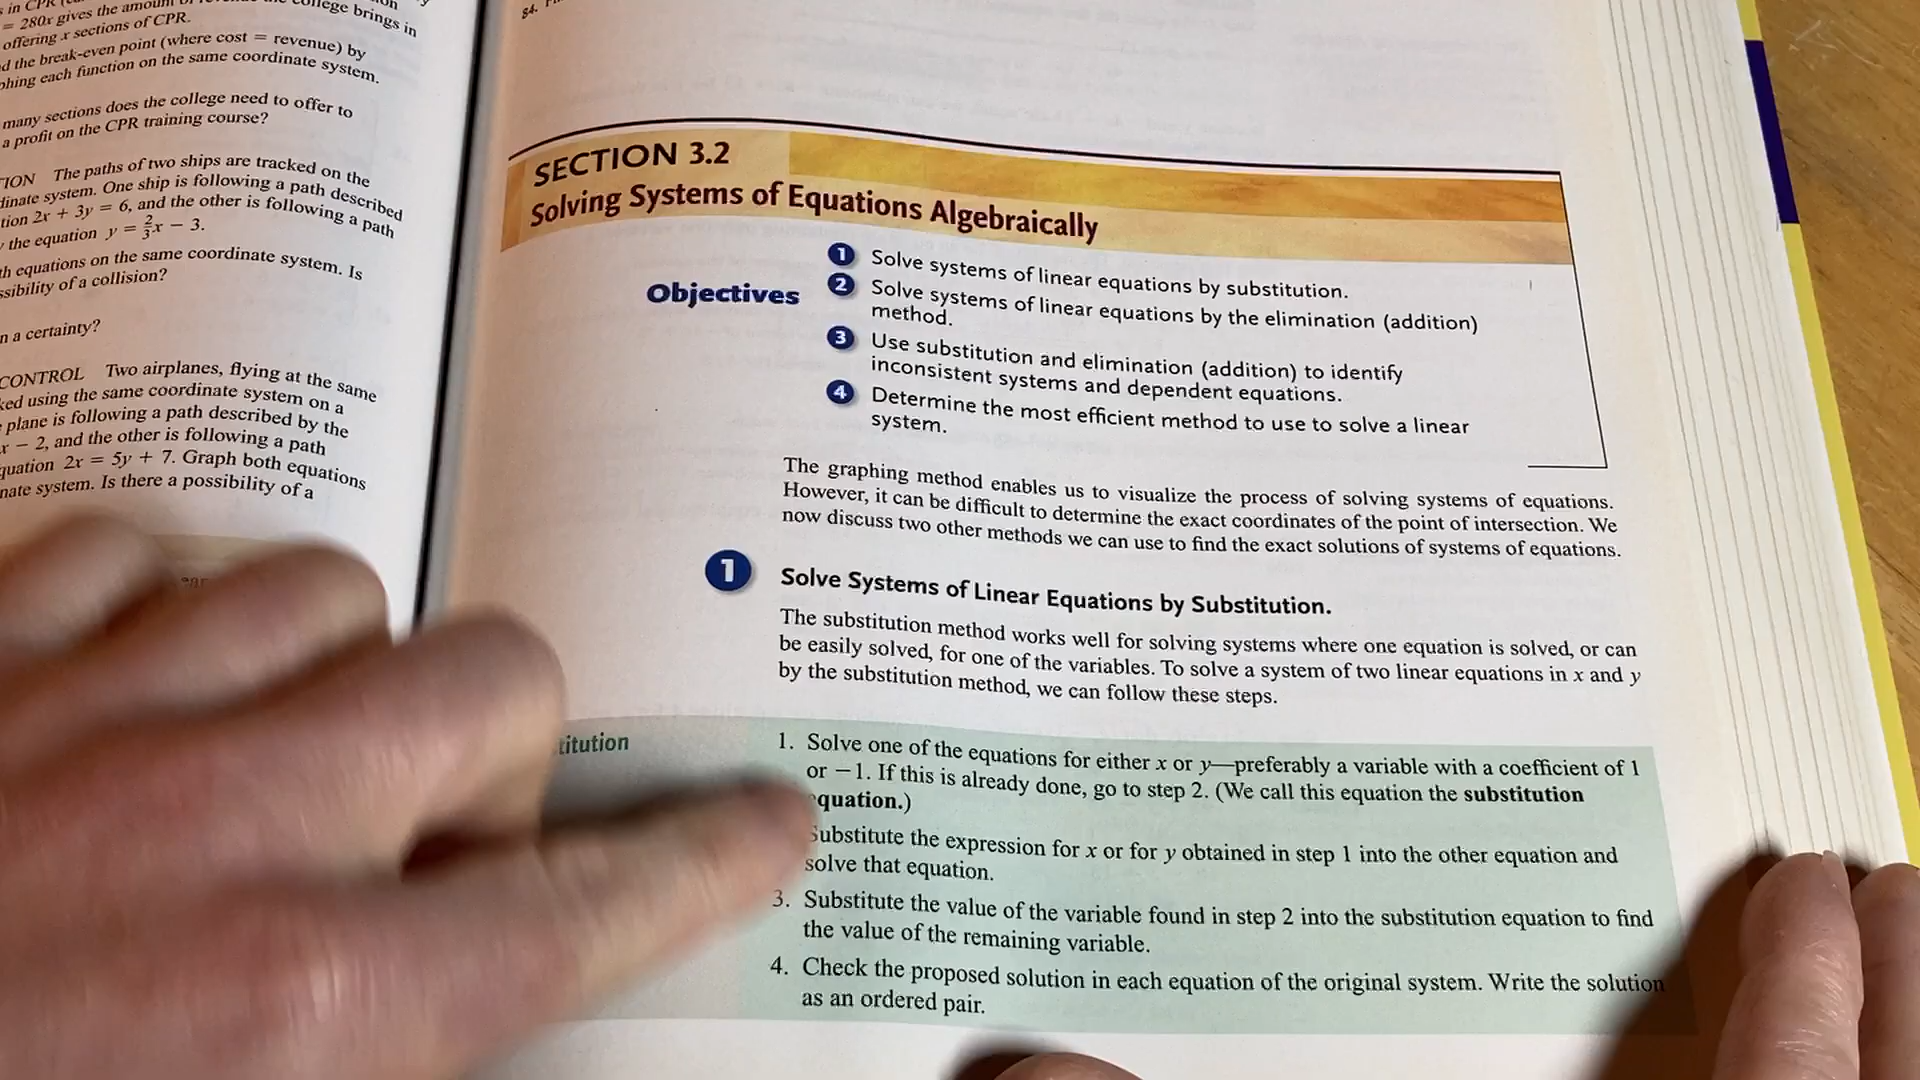 in CPR
= 280x gives the amount
college brings in
offering x sections of CPR.
the break-even point (where cost = revenue) by
each function on the same coordinate system.
many sections does the college need to offer to
a profit on the CPR training course?
The paths of two ships are tracked on the
system. One ship is following a path described
2x + 3y = 6, and the other is following a path
the equation y = 2/3x − 3.
equations on the same coordinate system. Is
of a collision?
a certainty?
CONTROL Two airplanes, flying at the same
using the same coordinate system on a
plane is following a path described by the
x − 2, and the other is following a path
2x = 5y + 7. Graph both equations
system. Is there a possibility of a
84.
SECTION 3.2
Solving Systems of Equations Algebraically
Objectives
1 Solve systems of linear equations by substitution.
2 Solve systems of linear equations by the elimination (addition)
method.
3 Use substitution and elimination (addition) to identify
inconsistent systems and dependent equations.
4 Determine the most efficient method to use to solve a linear
system.
The graphing method enables us to visualize the process of solving systems of equations.
However, it can be difficult to determine the exact coordinates of the point of intersection. We
now discuss two other methods we can use to find the exact solutions of systems of equations.
1 Solve Systems of Linear Equations by Substitution.
The substitution method works well for solving systems where one equation is solved, or can
be easily solved, for one of the variables. To solve a system of two linear equations in x and y
by the substitution method, we can follow these steps.
titution
1. Solve one of the equations for either x or y—preferably a variable with a coefficient of 1
or −1. If this is already done, go to step 2. (We call this equation the substitution
equation.)
Substitute the expression for x or for y obtained in step 1 into the other equation and
solve that equation.
3. Substitute the value of the variable found in step 2 into the substitution equation to find
the value of the remaining variable.
4. Check the proposed solution in each equation of the original system. Write the solution
as an ordered pair.